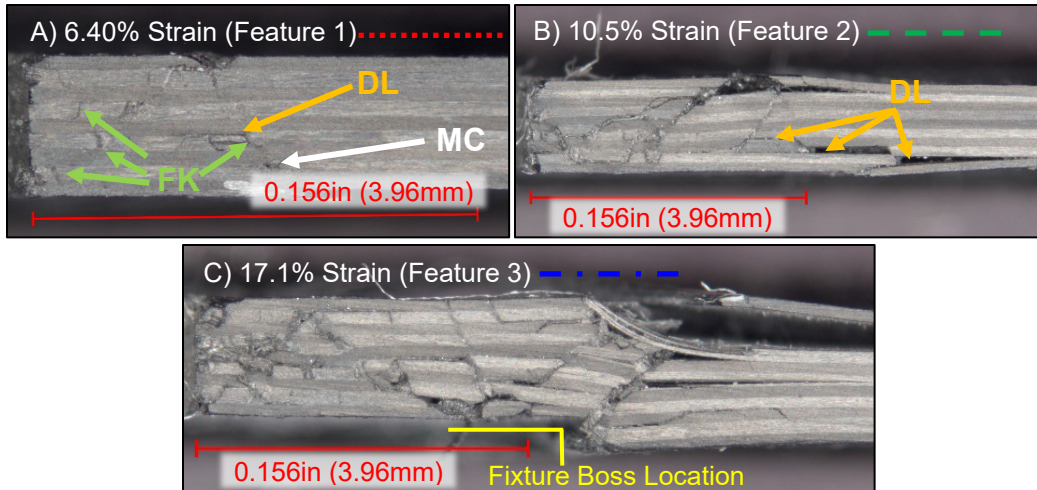 A) 6.40% Strain (Feature 1)
DL
MC
FK
0.156in (3.96mm)
B) 10.5% Strain (Feature 2)
DL
0.156in (3.96mm)
C) 17.1% Strain (Feature 3)
0.156in (3.96mm)
Fixture Boss Location